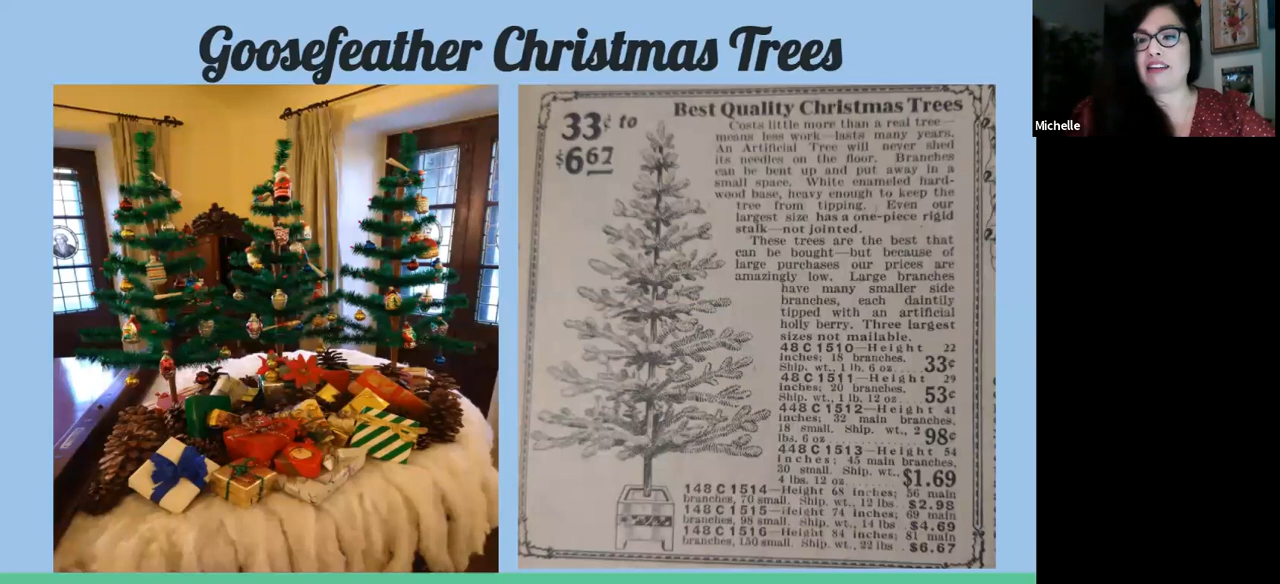 Goosefeather Christmas Trees
Michelle
33¢ to
$6.67
Best Quality Christmas Trees
Costs little more than a real tree—
means less work—lasts many years.
An Artificial Tree will never shed
its needles on the floor. Branches
can be bent up and put away in a
small space. White enameled hard-
wood base, heavy enough to keep the
tree from tipping. Even our
largest size has a one-piece rigid
stalk—not jointed.
These trees are the best that
can be bought—but because of
large purchases our prices are
amazingly low. Large branches
have many smaller side
branches, each daintily
tipped with an artificial
holly berry. Three largest
sizes not mailable.
48 C 1510—Height 22
inches; 18 branches.
Ship. wt., 1 lb. 6 oz. 33¢
48 C 1511—Height 29
inches; 20 branches.
Ship. wt., 1 lb. 12 oz. 53¢
448 C 1512—Height 41
inches; 32 main branches,
18 small. Ship. wt., 2
lbs. 6 oz. 98¢
448 C 1513—Height 54
inches; 45 main branches,
30 small. Ship. wt.,
4 lbs. 12 oz. $1.69
148 C 1514—Height 68 inches; 56 main
branches, 70 small. Ship. wt., 12 lbs. $2.98
148 C 1515—Height 74 inches; 69 main
branches, 98 small. Ship. wt., 14 lbs $4.69
148 C 1516—Height 84 inches; 81 main
branches, 150 small. Ship. wt., 22 lbs $6.67